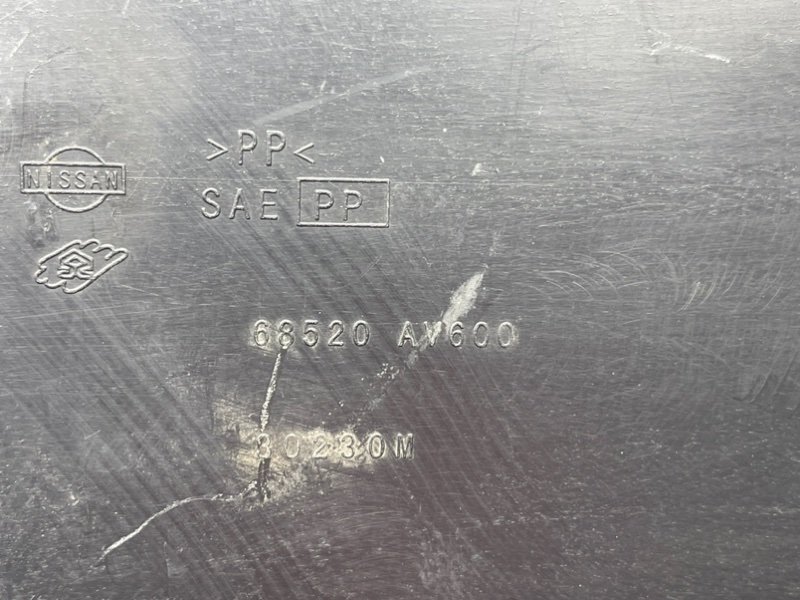 NISSAN
>PP<
SAE PP
68520 AV600
30230M